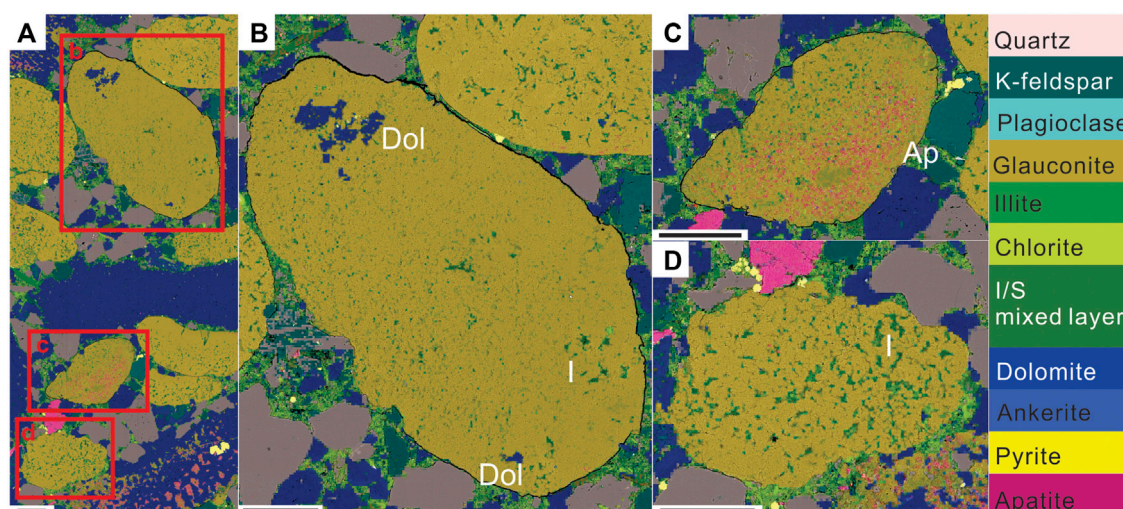 A
b
c
d
B
Dol
I
Dol
C
Ap
D
I
Quartz
K-feldspar
Plagioclase
Glauconite
Illite
Chlorite
I/S
mixed layer
Dolomite
Ankerite
Pyrite
Apatite